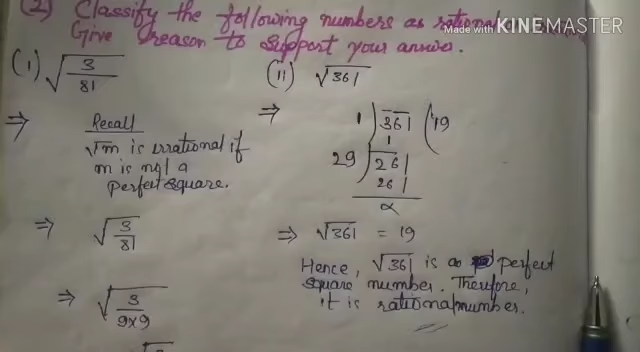 (2) Classify the following numbers as rational
Give reason to support your answer.
Made with KINEMASTER
(1) √3/81
(11) √361
⇒ Recall
√m is irrational if
m is not a
perfect square.
⇒ √3/81
⇒ √3/9×9
⇒ 1 ) 361 ( 19
1
29 ) 261
261
⇒ √361 = 19
Hence, √361 is a perfect
square number. Therefore,
it is rational number.